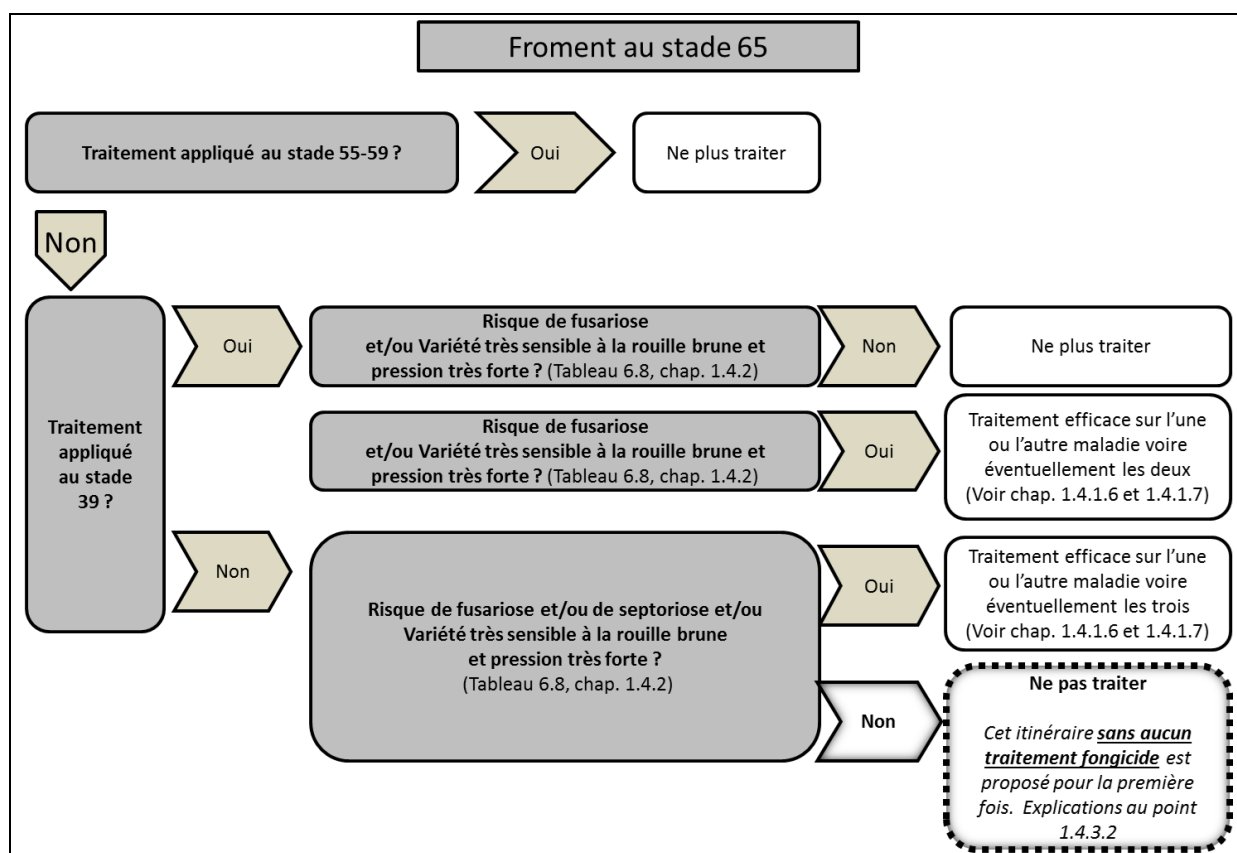 Froment au stade 65
Traitement appliqué au stade 55-59 ?
Oui
Ne plus traiter
Non
Traitement
appliqué
au stade
39 ?
Oui
Risque de fusariose
et/ou Variété très sensible à la rouille brune et
pression très forte ? (Tableau 6.8, chap. 1.4.2)
Non
Ne plus traiter
Risque de fusariose
et/ou Variété très sensible à la rouille brune et
pression très forte ? (Tableau 6.8, chap. 1.4.2)
Oui
Traitement efficace sur l’une
ou l’autre maladie voire
éventuellement les deux
(Voir chap. 1.4.1.6 et 1.4.1.7)
Non
Risque de fusariose et/ou de septoriose et/ou
Variété très sensible à la rouille brune
et pression très forte ?
(Tableau 6.8, chap. 1.4.2)
Oui
Traitement efficace sur l’une
ou l’autre maladie voire
éventuellement les trois
(Voir chap. 1.4.1.6 et 1.4.1.7)
Non
Ne pas traiter
Cet itinéraire sans aucun
traitement fongicide est
proposé pour la première
fois. Explications au point
1.4.3.2